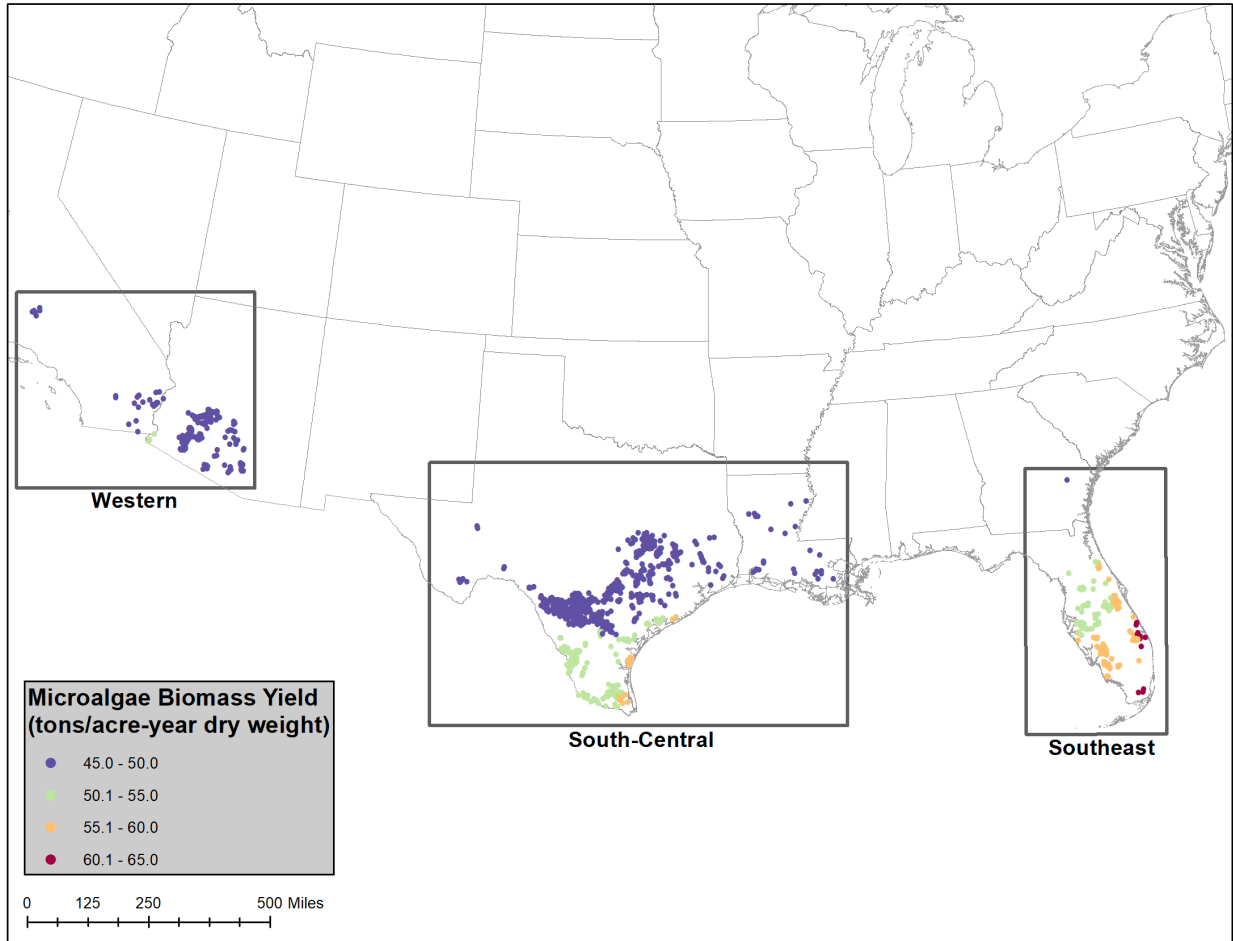 Western
South-Central
Southeast
Microalgae Biomass Yield
(tons/acre-year dry weight)
45.0 - 50.0
50.1 - 55.0
55.1 - 60.0
60.1 - 65.0
0 125 250 500 Miles